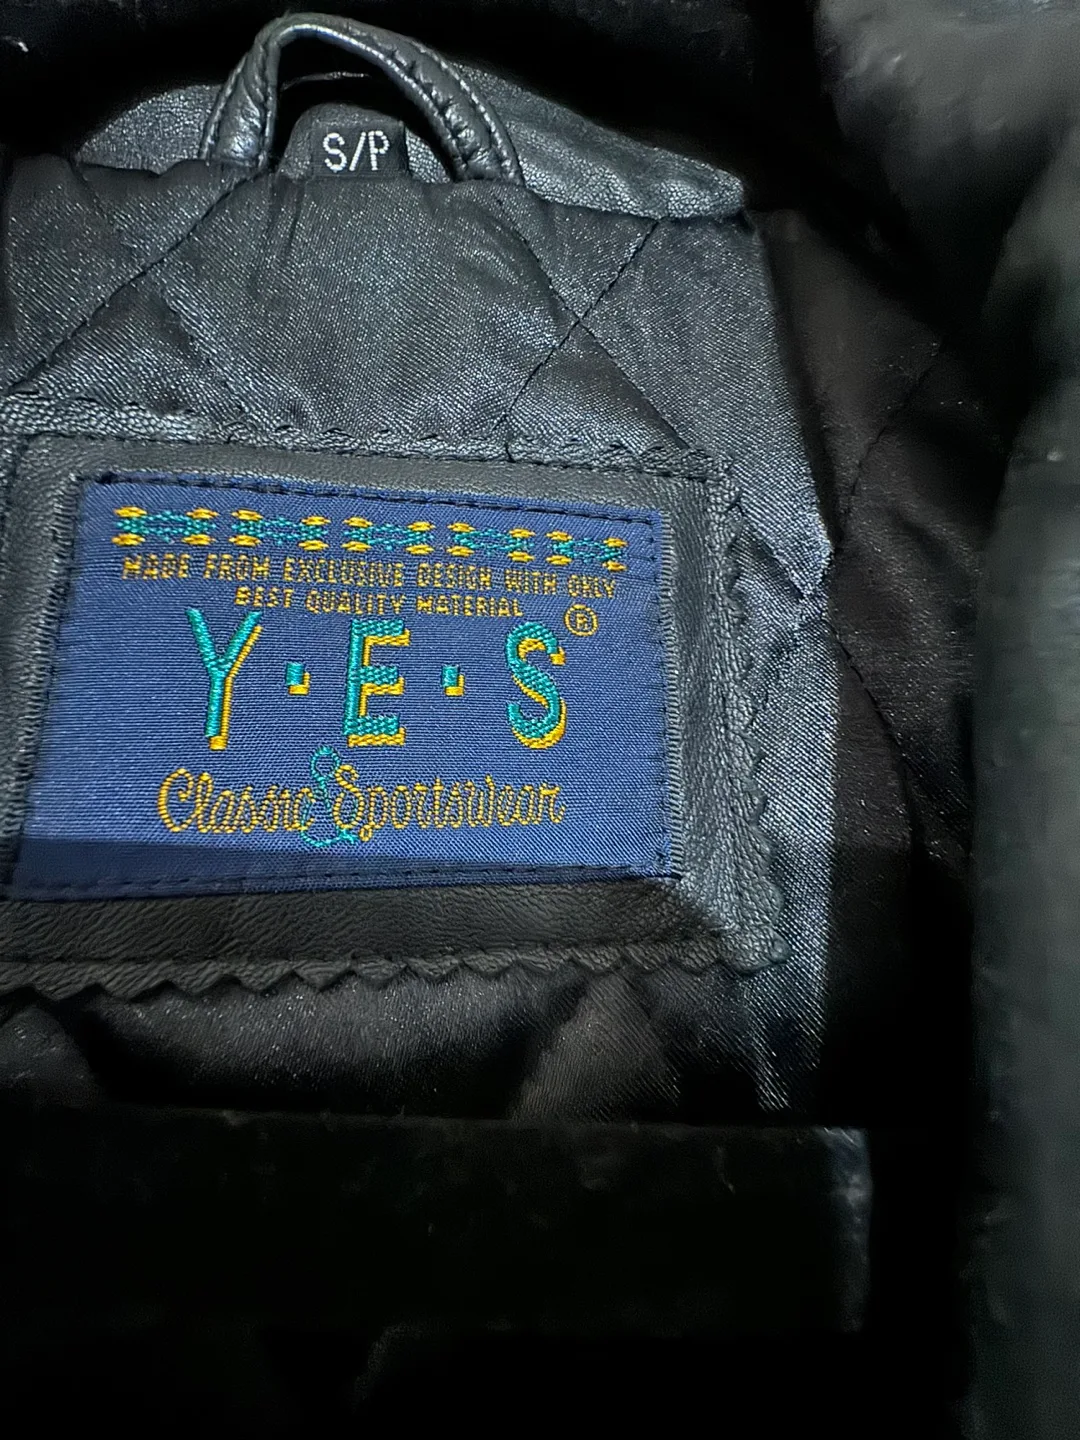 S/P
MADE FROM EXCLUSIVE DESIGN WITH ONLY
BEST QUALITY MATERIAL
Y·E·S ®
Classic & Sportswear